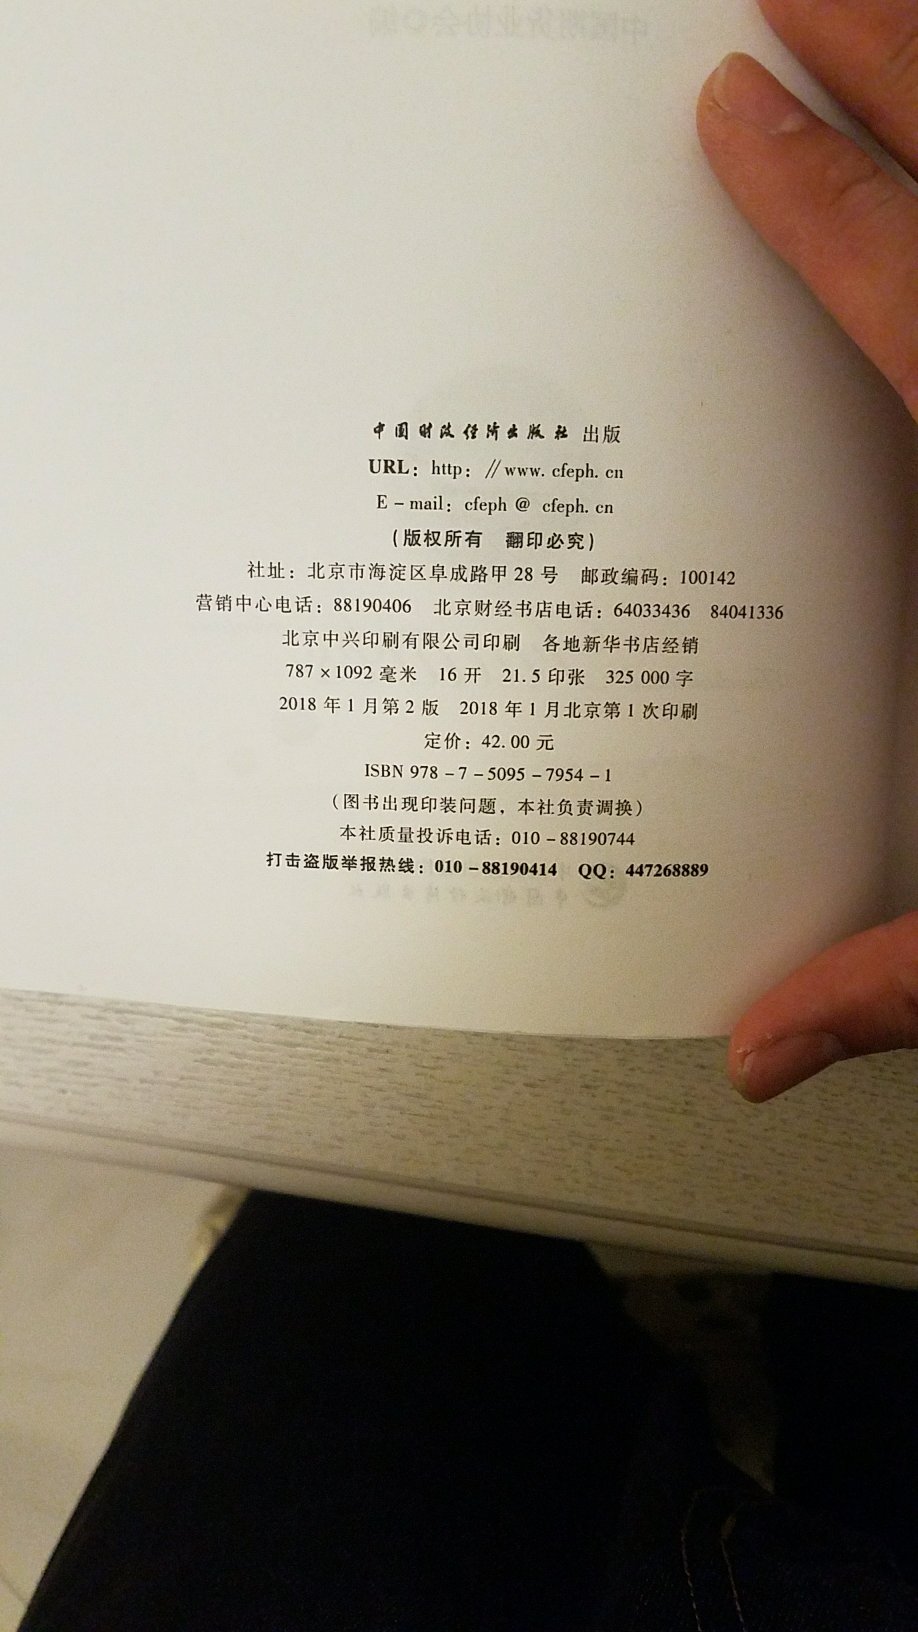 中国财政经济出版社 出版
URL：http：//www. cfeph. cn
E－mail：cfeph @ cfeph. cn
（版权所有　翻印必究）
社址：北京市海淀区阜成路甲 28 号　邮政编码：100142
营销中心电话：88190406　北京财经书店电话：64033436　84041336
北京中兴印刷有限公司印刷　各地新华书店经销
787×1092 毫米　16 开　21. 5 印张　325 000 字
2018 年 1 月第 2 版　2018 年 1 月北京第 1 次印刷
定价：42. 00 元
ISBN 978－7－5095－7954－1
（图书出现印装问题，本社负责调换）
本社质量投诉电话：010－88190744
打击盗版举报热线：010－88190414　QQ：447268889